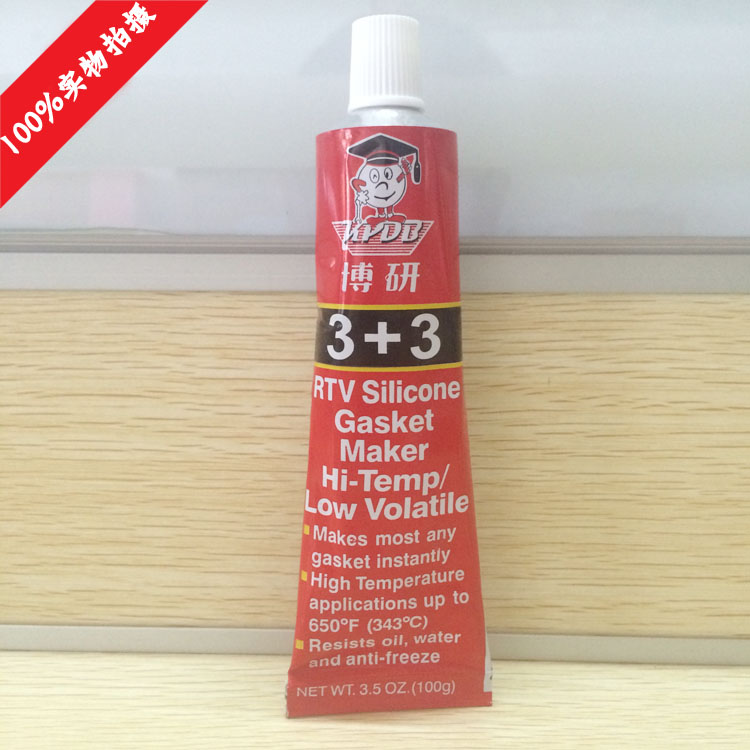 100%实物拍摄
KYDB
博研
3+3
RTV Silicone
Gasket
Maker
Hi-Temp/
Low Volatile
Makes most any
gasket instantly
High Temperature
applications up to
650°F (343°C)
Resists oil, water
and anti-freeze
NET WT. 3.5 OZ. (100g)